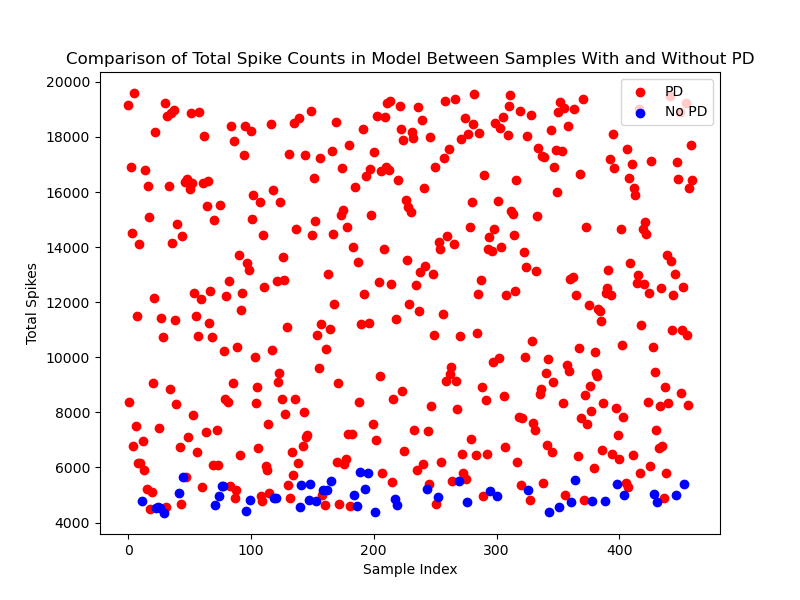 Comparison of Total Spike Counts in Model Between Samples With and Without PD
20000
18000
16000
14000
12000
10000
8000
6000
4000
Total Spikes
PD
No PD
0 100 200 300 400
Sample Index